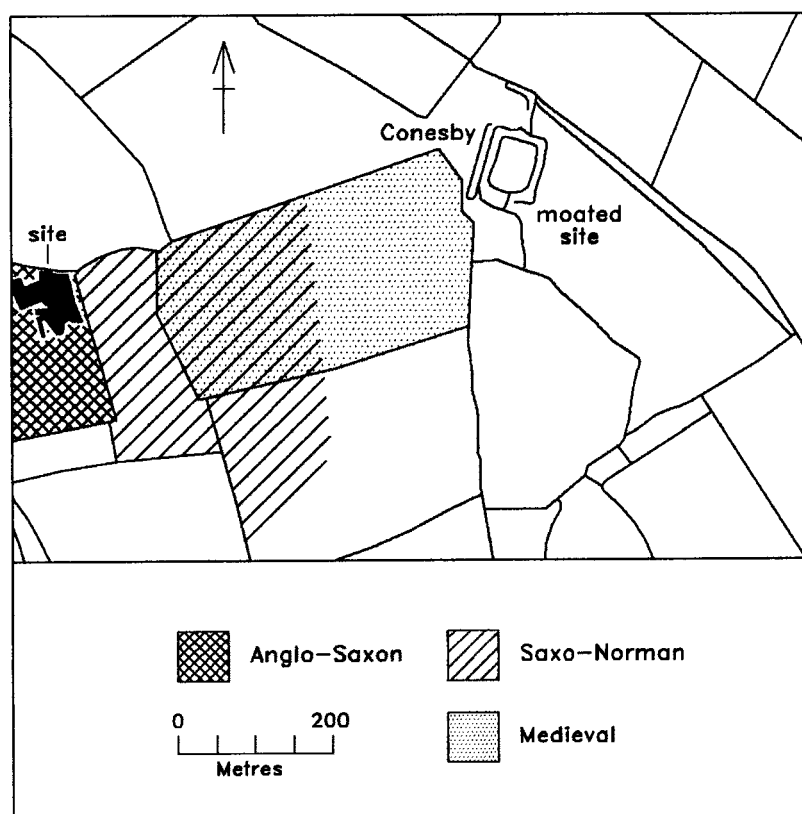 Conesby
moated
site
site
Anglo-Saxon
Saxo-Norman
0 200
Metres
Medieval